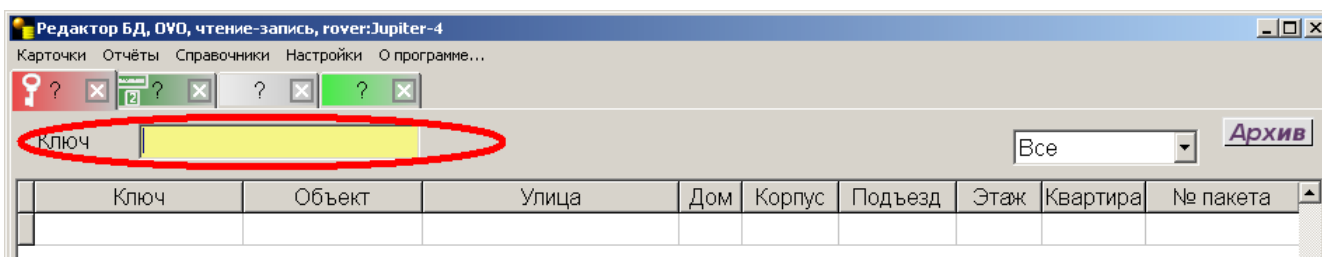 Редактор БД, OVO, чтение-запись, rover:Jupiter-4
Карточки Отчёты Справочники Настройки О программе...
? 2 ? ? ?
Ключ Все Архив
Ключ Объект Улица Дом Корпус Подъезд Этаж Квартира № пакета